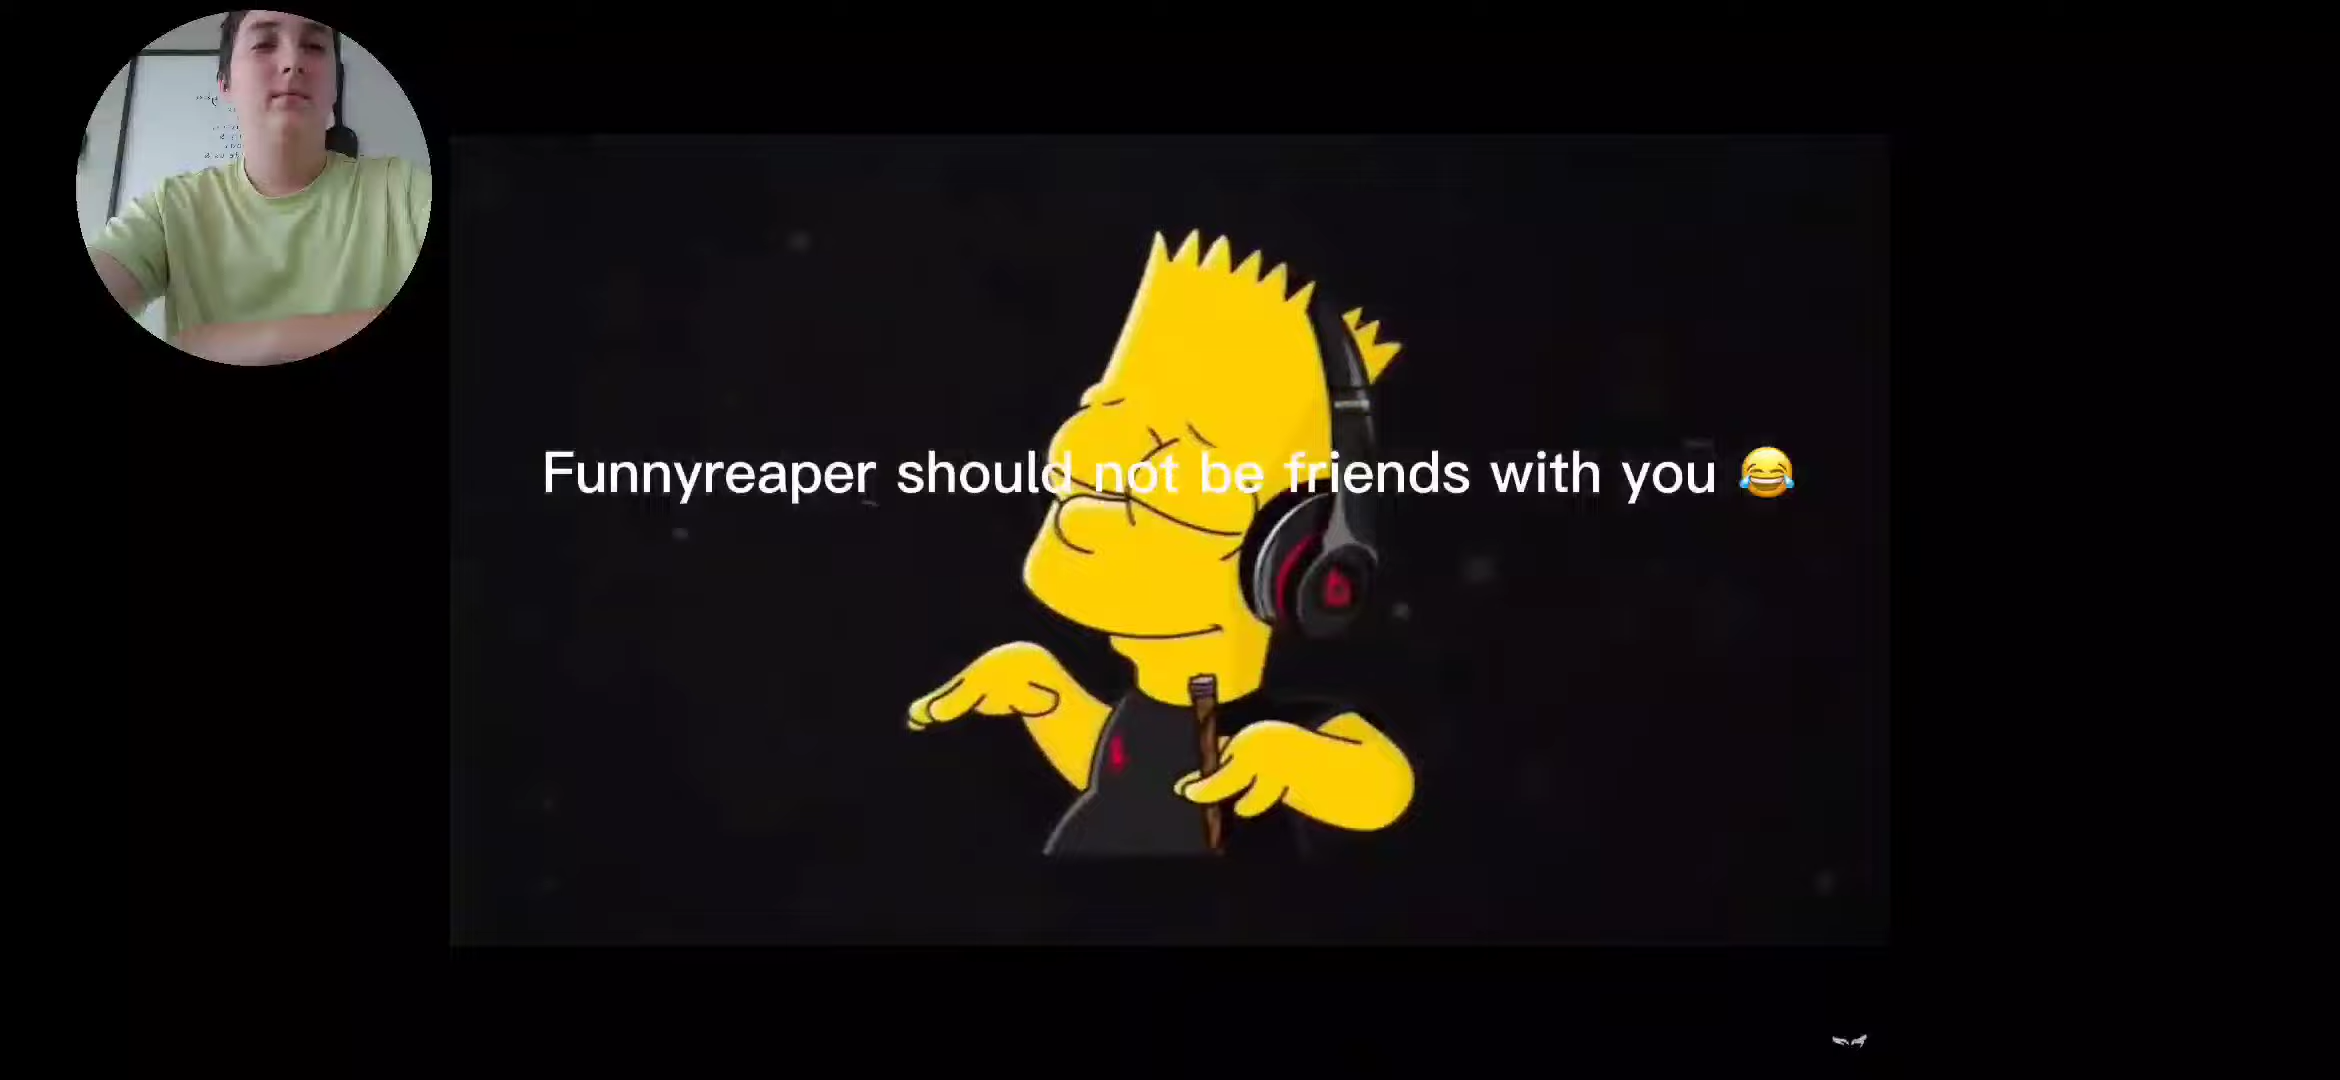 Funnyreaper should not be friends with you 😂